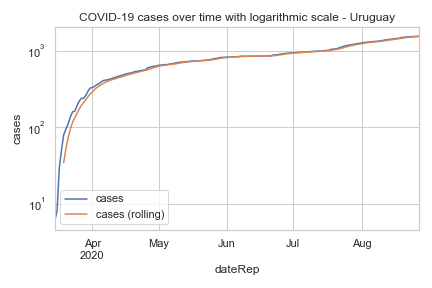 COVID-19 cases over time with logarithmic scale - Uruguay
cases
10³
10²
10¹
cases
cases (rolling)
Apr
2020
May
Jun
Jul
Aug
dateRep